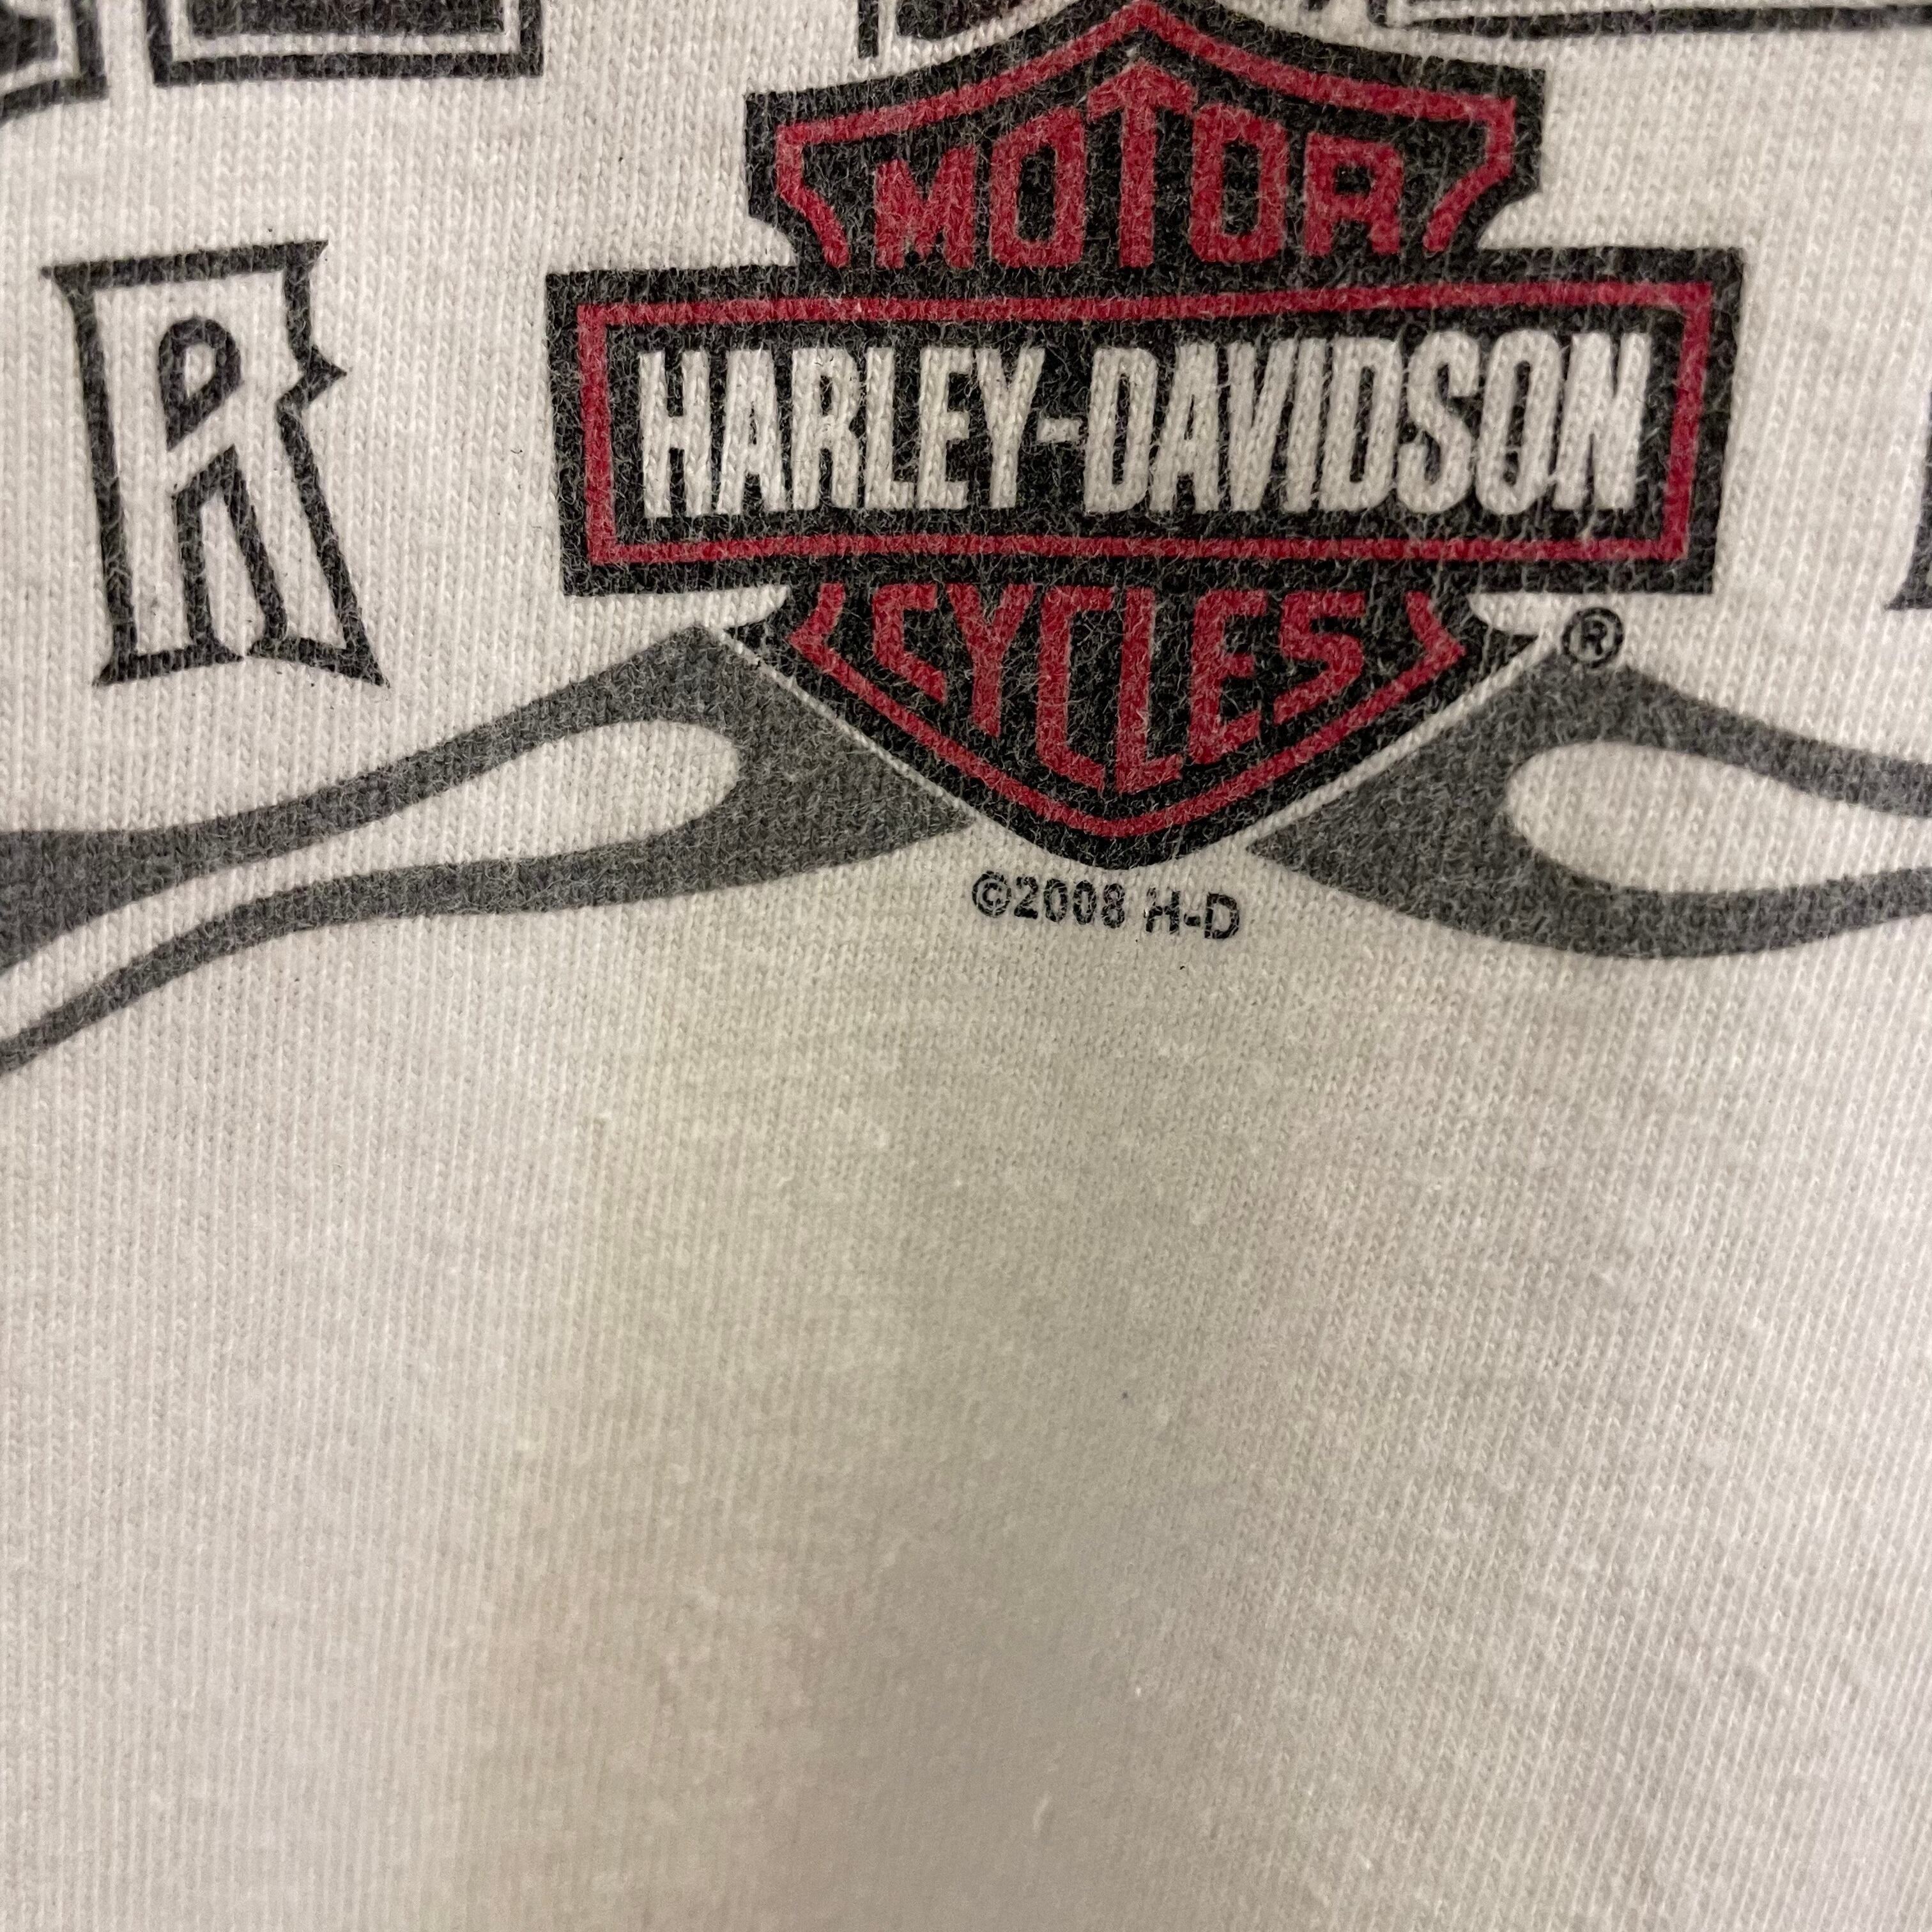 MOTOR
R
HARLEY-DAVIDSON
CYCLES
®
©2008 H-D